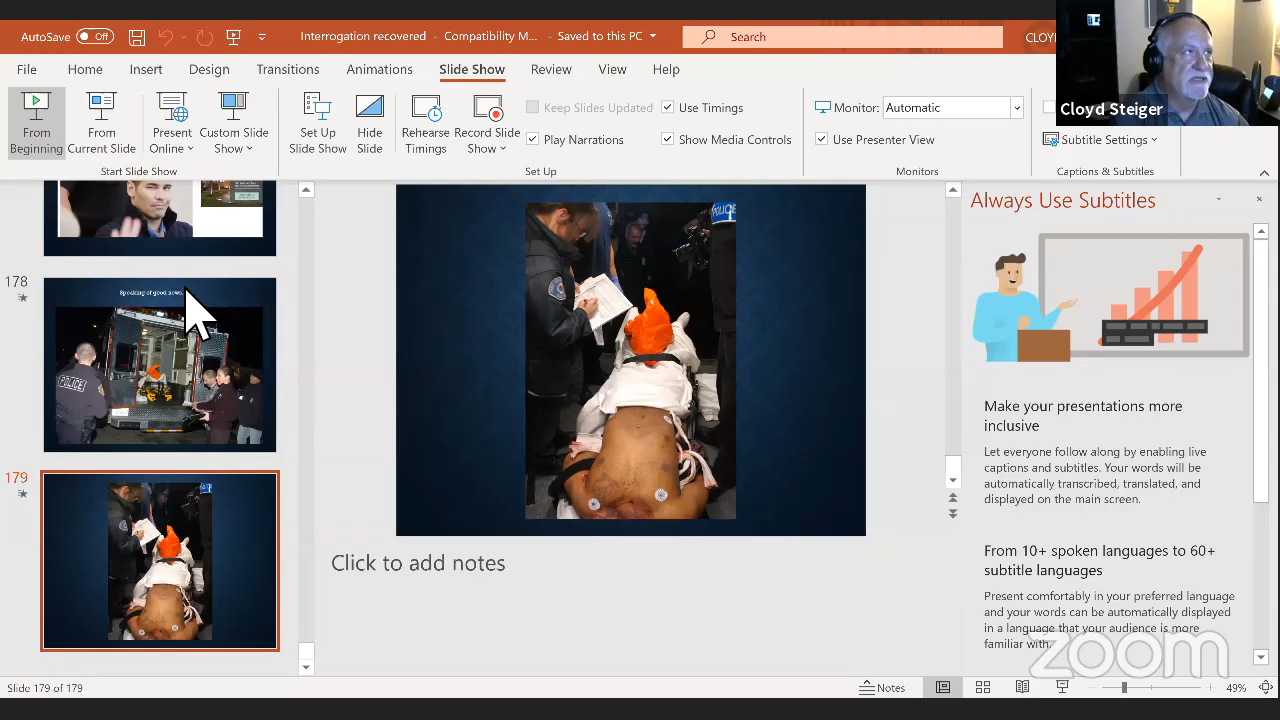 AutoSave Off
Interrogation recovered - Compatibility M... - Saved to this PC
Search
CLOY
Cloyd Steiger
File Home Insert Design Transitions Animations Slide Show Review View Help
From Beginning
From Current Slide
Present Online
Custom Slide Show
Set Up Slide Show
Hide Slide
Rehearse Timings
Record Slide Show
Keep Slides Updated
Use Timings
Play Narrations
Show Media Controls
Monitor: Automatic
Use Presenter View
Subtitle Settings
Start Slide Show
Set Up
Monitors
Captions & Subtitles
178
Speaking of good news.
POLICE
179
POLICE
Click to add notes
Always Use Subtitles
Make your presentations more
inclusive
Let everyone follow along by enabling live
captions and subtitles. Your words will be
automatically transcribed, translated, and
displayed on the main screen.
From 10+ spoken languages to 60+
subtitle languages
Present comfortably in your preferred language
and your words can be automatically displayed
in a language that your audience is more
familiar with.
zoom
Slide 179 of 179
Notes
49%